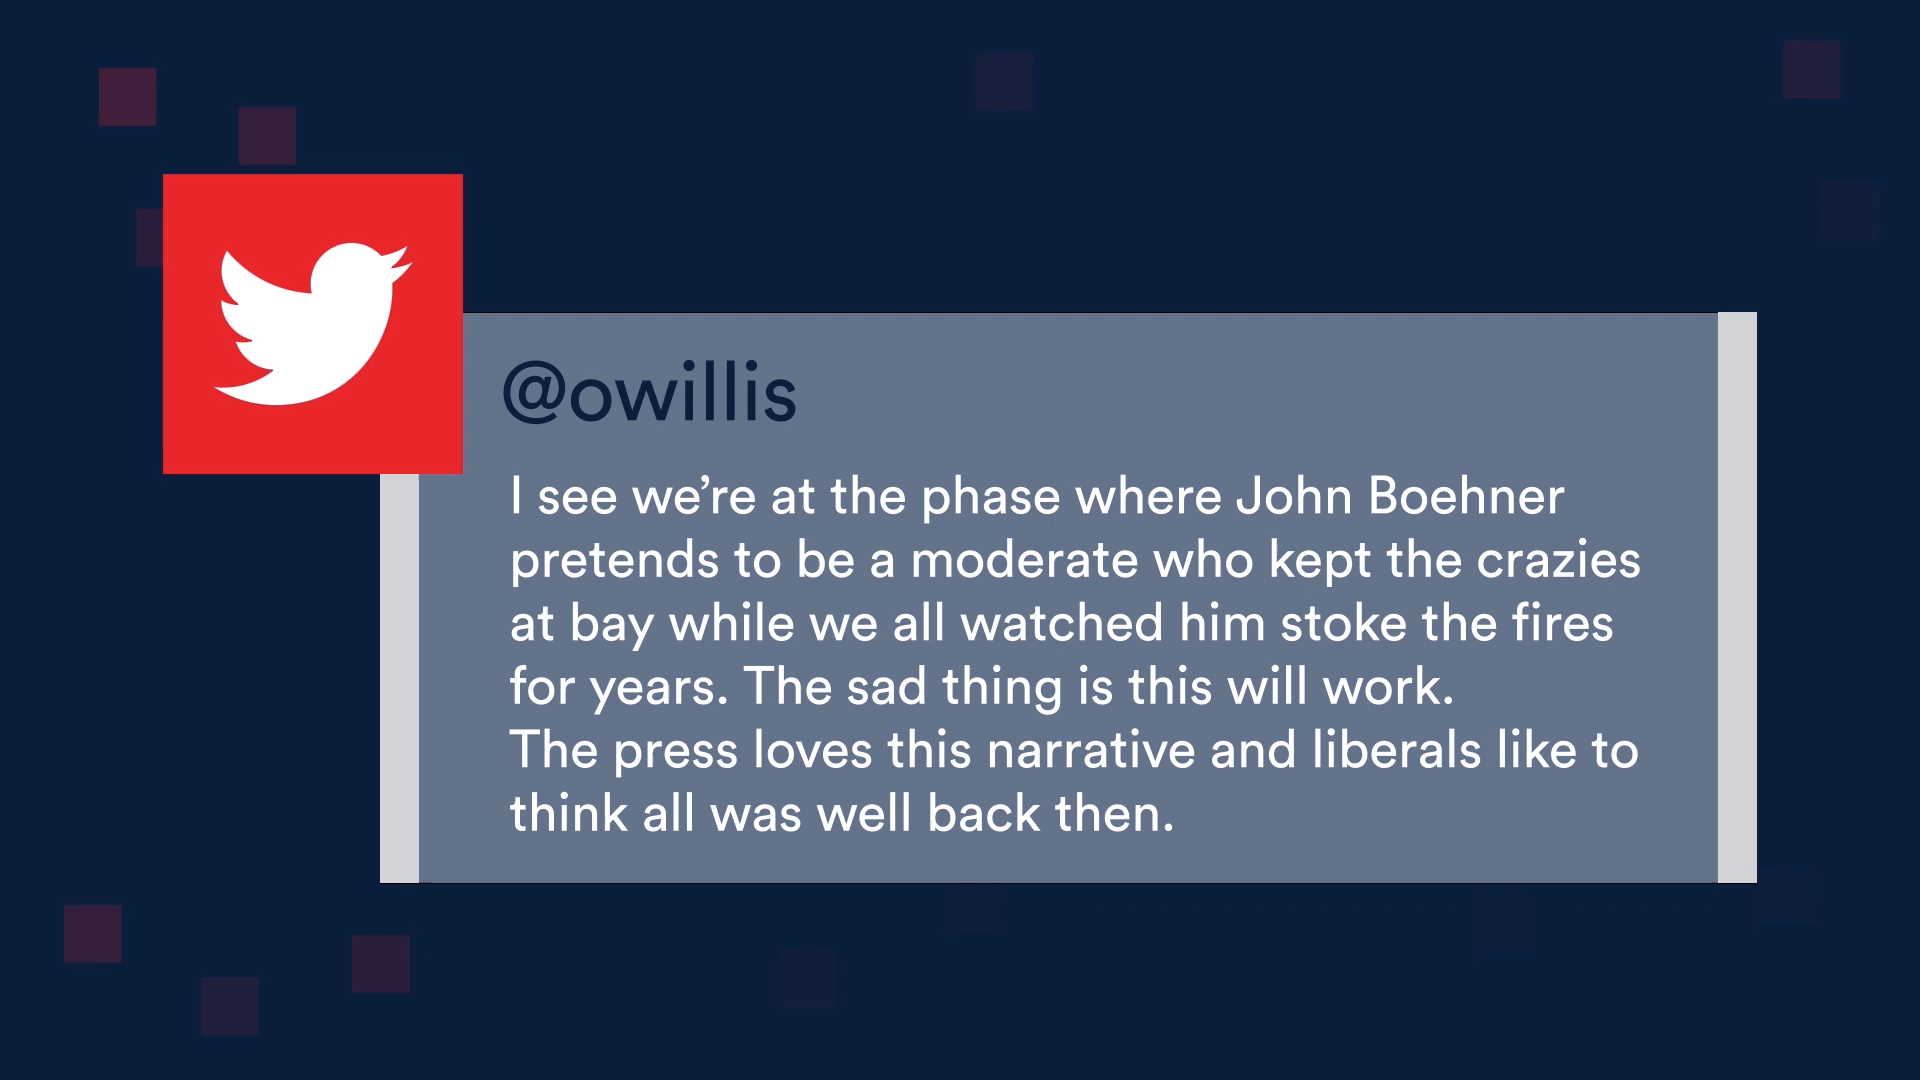 @owillis
I see we’re at the phase where John Boehner
pretends to be a moderate who kept the crazies
at bay while we all watched him stoke the fires
for years. The sad thing is this will work.
The press loves this narrative and liberals like to
think all was well back then.